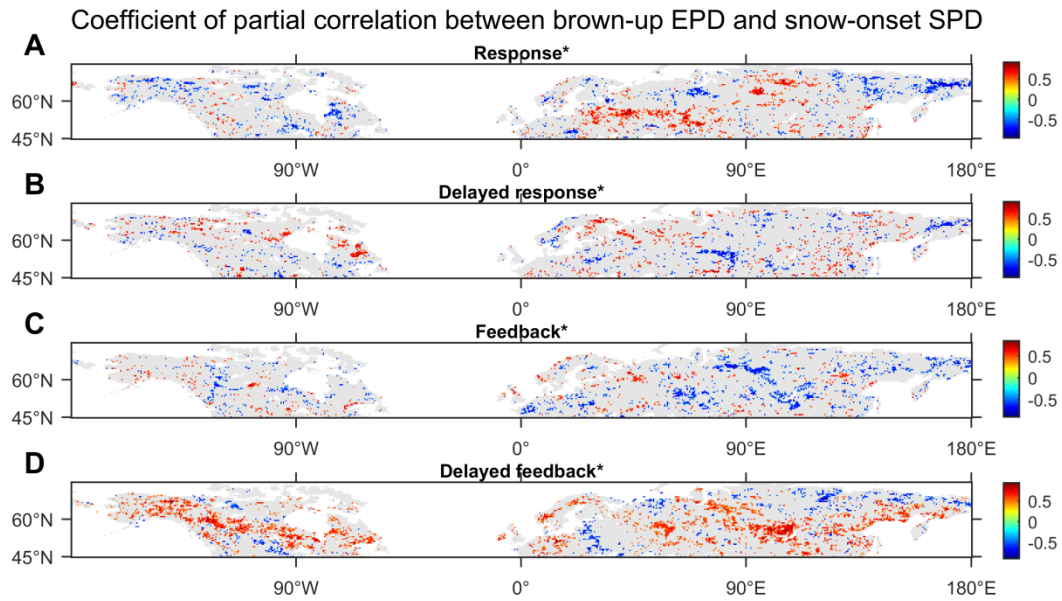 Coefficient of partial correlation between brown-up EPD and snow-onset SPD
A
Response*
60°N
45°N
90°W
0°
90°E
180°E
0.5
0
-0.5
B
Delayed response*
60°N
45°N
90°W
0°
90°E
180°E
0.5
0
-0.5
C
Feedback*
60°N
45°N
90°W
0°
90°E
180°E
0.5
0
-0.5
D
Delayed feedback*
60°N
45°N
90°W
0°
90°E
180°E
0.5
0
-0.5